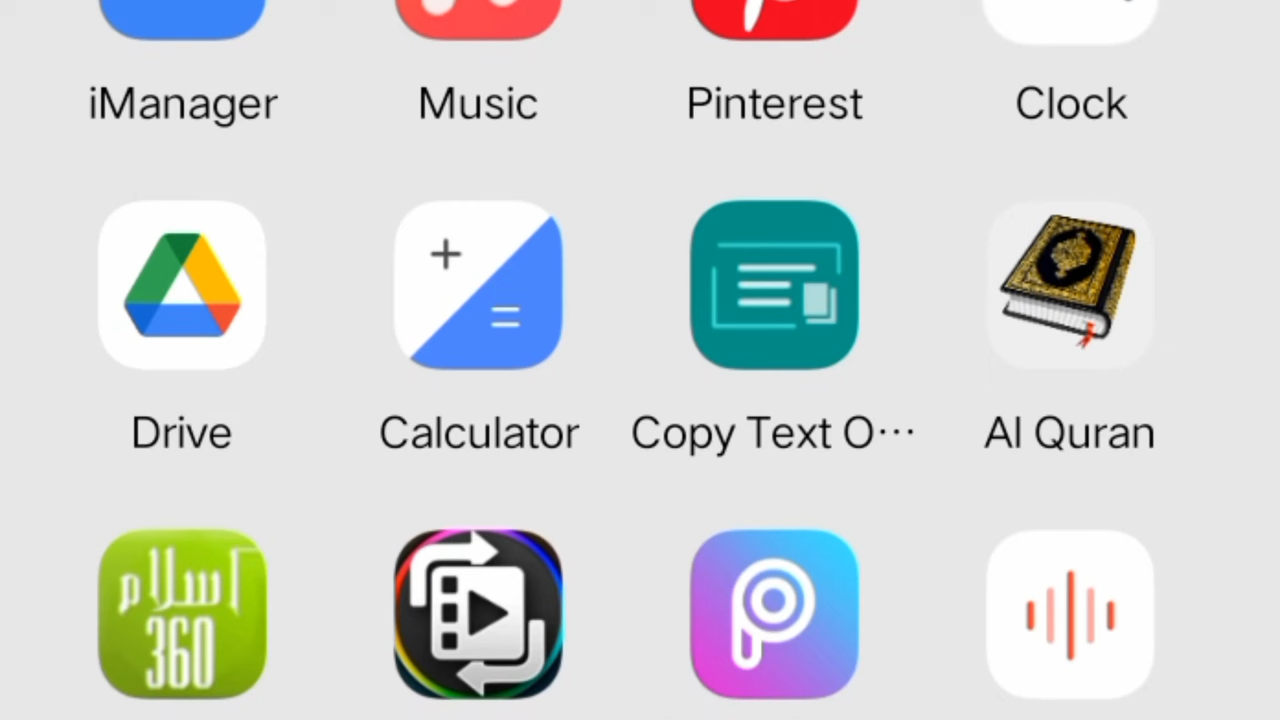 iManager
Music
Pinterest
Clock
Drive
Calculator
Copy Text O···
Al Quran
اسلام
360